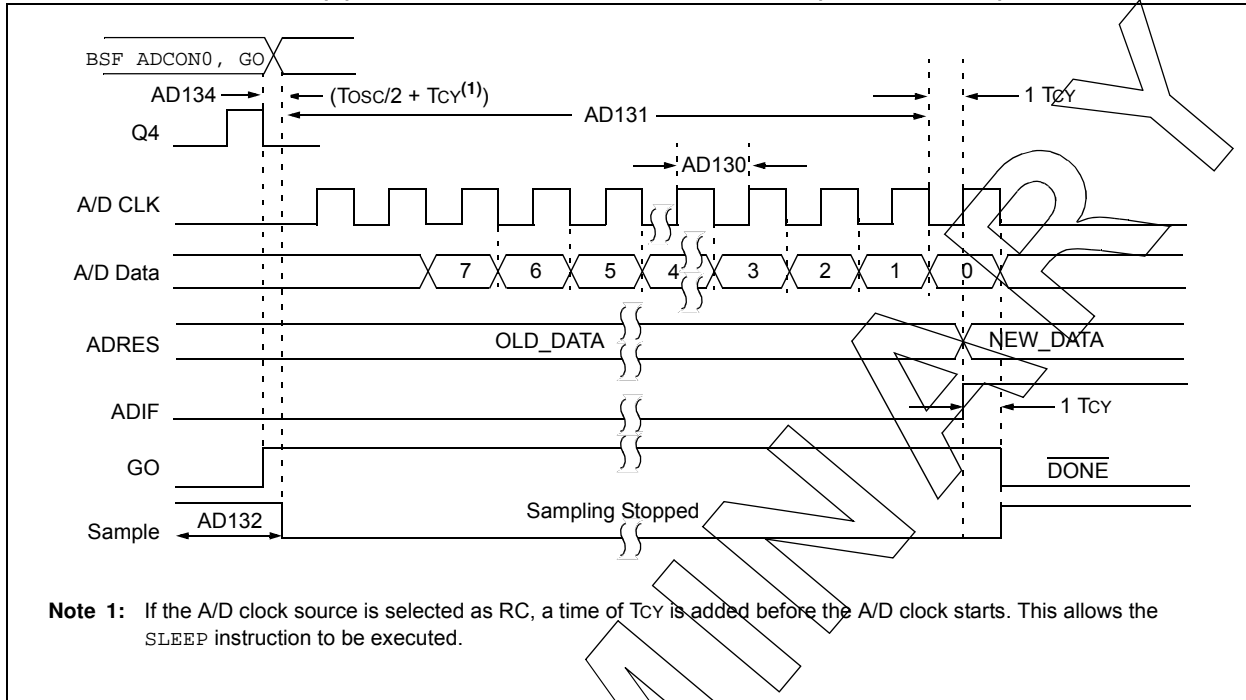 BSF ADCON0, GO
AD134
(TOSC/2 + TCY(1))
1 TCY
AD131
Q4
AD130
A/D CLK
A/D Data
7
6
5
4
3
2
1
0
ADRES
OLD_DATA
NEW_DATA
ADIF
1 TCY
GO
DONE
Sample
AD132
Sampling Stopped
Note 1: If the A/D clock source is selected as RC, a time of TCY is added before the A/D clock starts. This allows the
SLEEP instruction to be executed.
MINARY